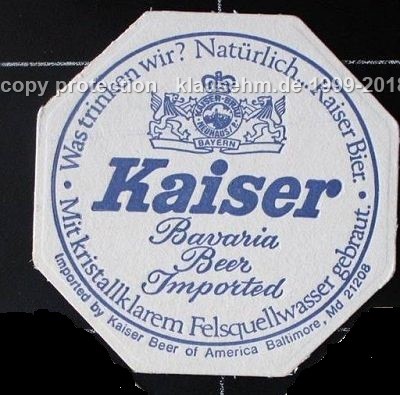 copy protection klausehm.de 1999-2018
Was trinken wir? Natürlich... Kaiser Bier.
KAISER-BRÄU
NEUHAUS
BAYERN
Kaiser
Bavaria
Beer
Imported
• Mit kristallklarem Felsquellwasser gebraut. •
Imported by Kaiser Beer of America Baltimore, Md 21208